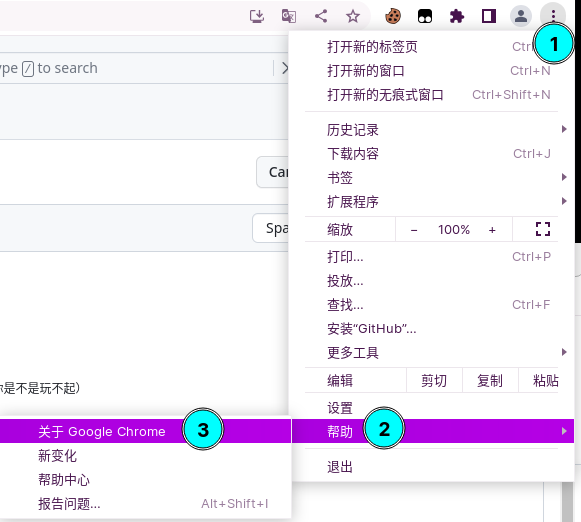 ype / to search
打开新的标签页 Ctrl
1
打开新的窗口 Ctrl+N
打开新的无痕式窗口 Ctrl+Shift+N
历史记录
下载内容 Ctrl+J
书签
扩展程序
缩放 − 100% +
打印... Ctrl+P
投放...
查找... Ctrl+F
安装“GitHub”...
更多工具
编辑 剪切 复制 粘贴
设置
帮助 2
退出
Can
Spa
你是不是玩不起）
关于 Google Chrome 3
新变化
帮助中心
报告问题... Alt+Shift+I